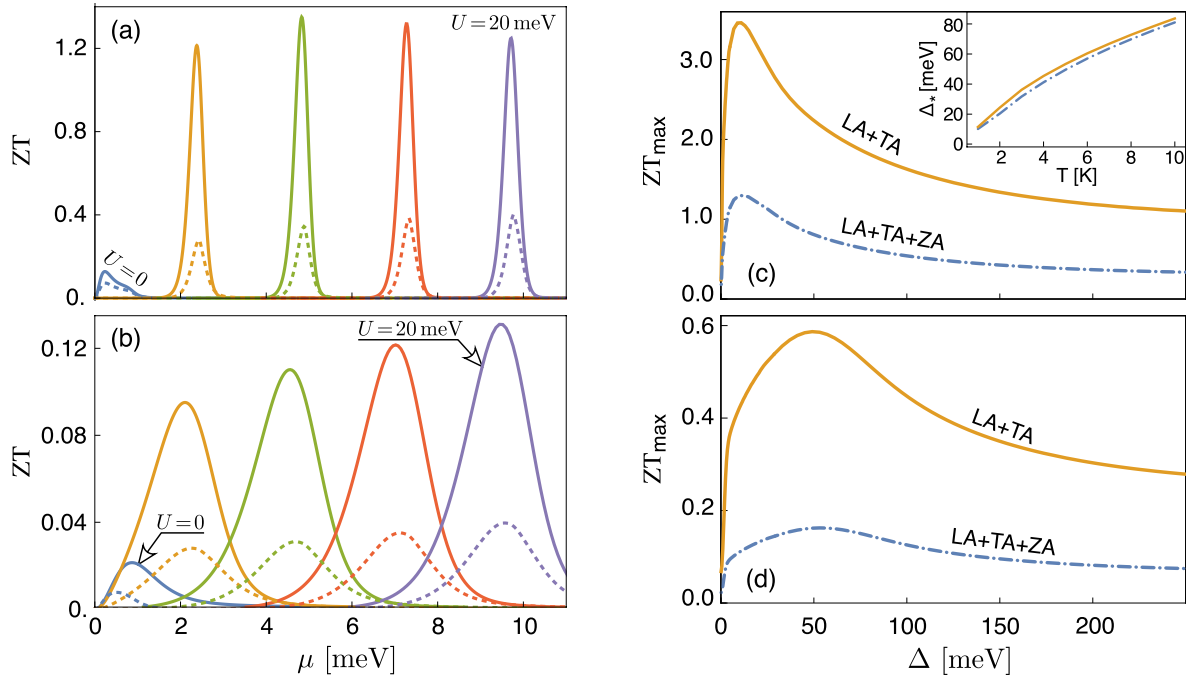 (a)
U = 20 meV
1.2
0.8
0.4
0.
ZT
U = 0
(b)
U = 20 meV
0.12
0.08
0.04
0.
ZT
U = 0
0
2
4
6
8
10
μ [meV]
(c)
3.0
2.0
1.0
0.0
ZTmax
LA+TA
LA+TA+ZA
80
60
40
20
0
Δ* [meV]
2
4
6
8
10
T [K]
(d)
0.6
0.4
0.2
0.0
ZTmax
LA+TA
LA+TA+ZA
0
50
100
150
200
Δ [meV]